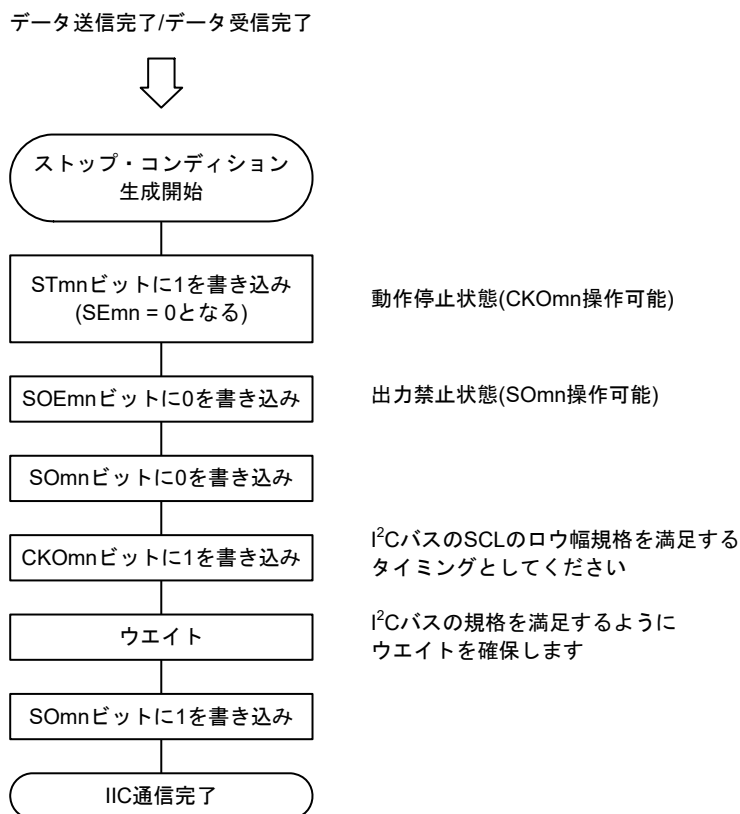 データ送信完了/データ受信完了
ストップ・コンディション
生成開始
STmnビットに1を書き込み
(SEmn = 0となる)
動作停止状態(CKOmn操作可能)
SOEmnビットに0を書き込み
出力禁止状態(SOmn操作可能)
SOmnビットに0を書き込み
CKOmnビットに1を書き込み
I²CバスのSCLのロウ幅規格を満足する
タイミングとしてください
ウエイト
I²Cバスの規格を満足するように
ウエイトを確保します
SOmnビットに1を書き込み
IIC通信完了